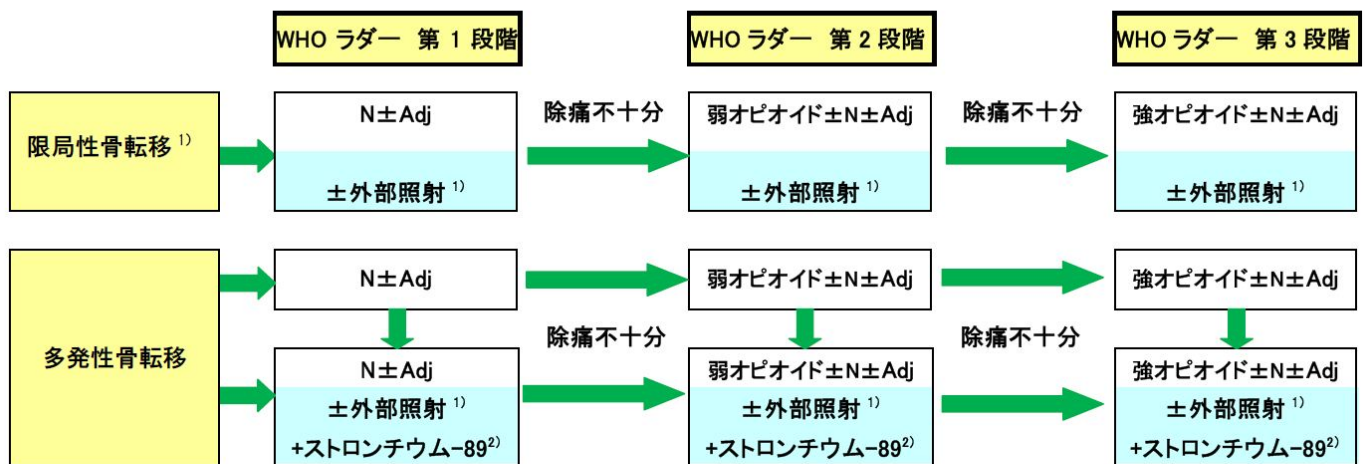 WHO ラダー 第 1 段階
WHO ラダー 第 2 段階
WHO ラダー 第 3 段階
限局性骨転移 1)
N±Adj
±外部照射 1)
除痛不十分
弱オピオイド±N±Adj
±外部照射 1)
除痛不十分
強オピオイド±N±Adj
±外部照射 1)
多発性骨転移
N±Adj
弱オピオイド±N±Adj
強オピオイド±N±Adj
除痛不十分
除痛不十分
N±Adj
±外部照射 1)
+ストロンチウム-89 2)
弱オピオイド±N±Adj
±外部照射 1)
+ストロンチウム-89 2)
強オピオイド±N±Adj
±外部照射 1)
+ストロンチウム-89 2)